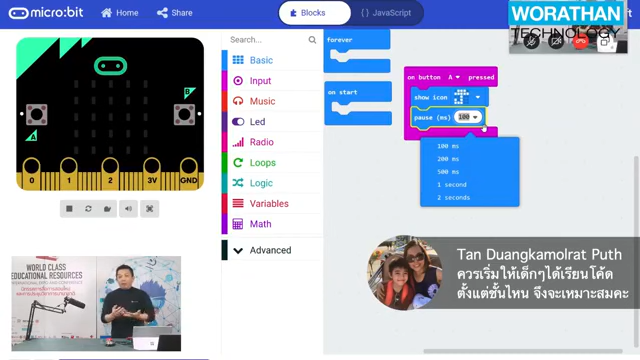 micro:bit
Home
Share
Blocks
{ } JavaScript
WORATHAN
TECHNOLOGY
Search...
Basic
Input
Music
Led
Radio
Loops
Logic
Variables
Math
Advanced
forever
on start
on button A pressed
show icon
pause (ms) 100
100 ms
200 ms
500 ms
1 second
2 seconds
B
A
0 1 2 3V GND
WORLD CLASS
EDUCATIONAL RESOURCES
Tan Duangkamolrat Puth
ควรเริ่มให้เด็กๆได้เรียนโค้ด
ตั้งแต่ชั้นไหน จึงจะเหมาะสมคะ